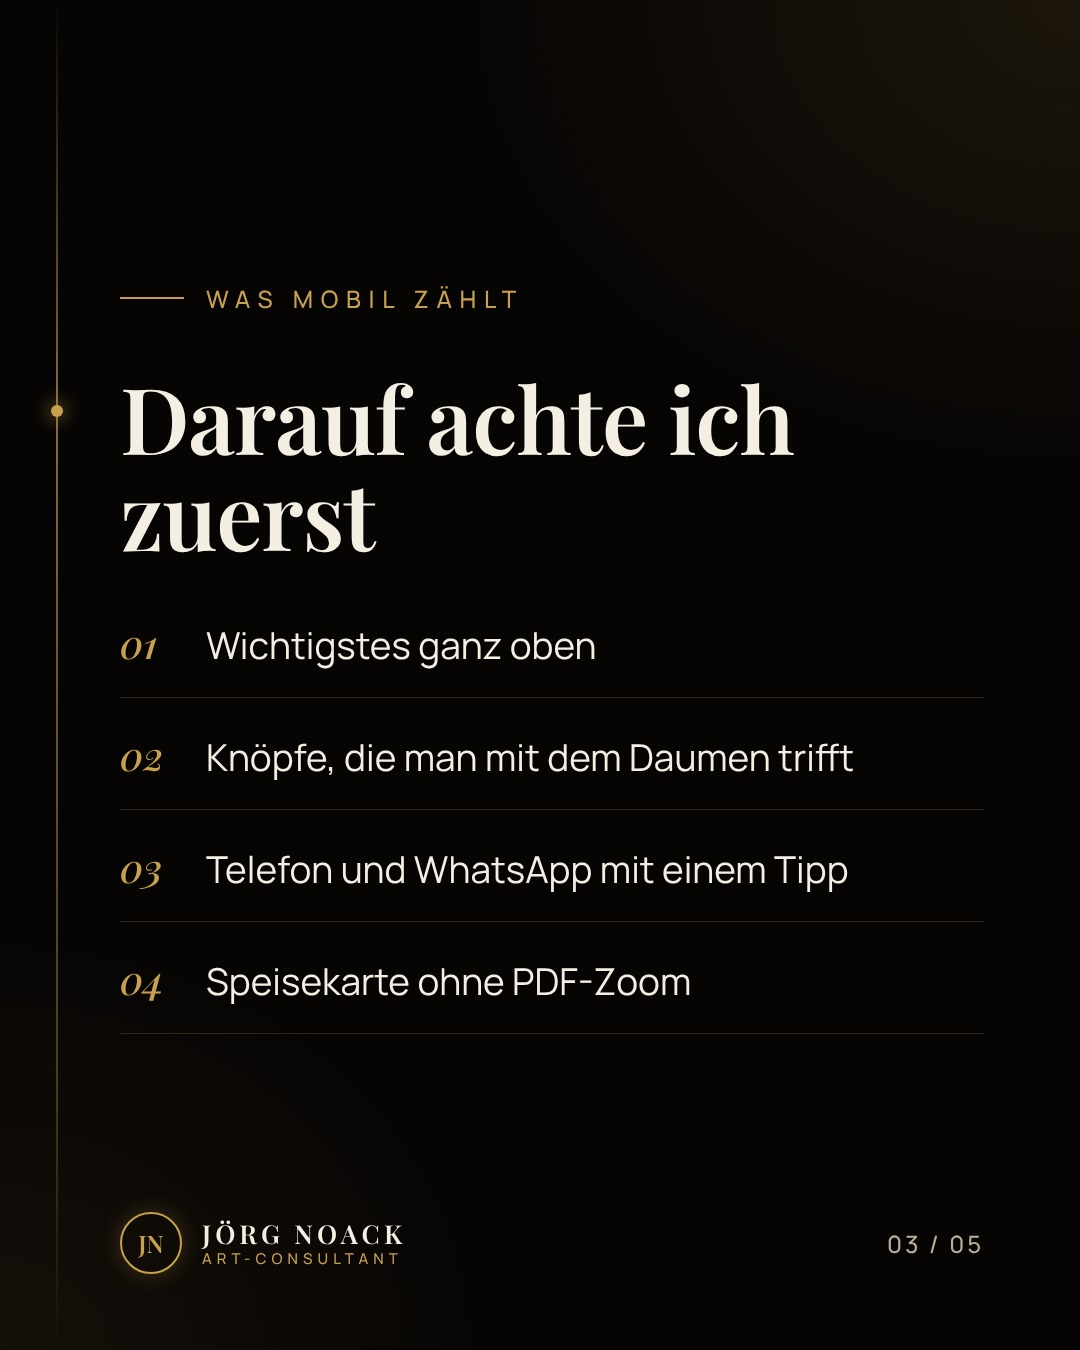 WAS MOBIL ZÄHLT
Darauf achte ich
zuerst
01 Wichtigstes ganz oben
02 Knöpfe, die man mit dem Daumen trifft
03 Telefon und WhatsApp mit einem Tipp
04 Speisekarte ohne PDF-Zoom
JN
JÖRG NOACK
ART-CONSULTANT
03 / 05